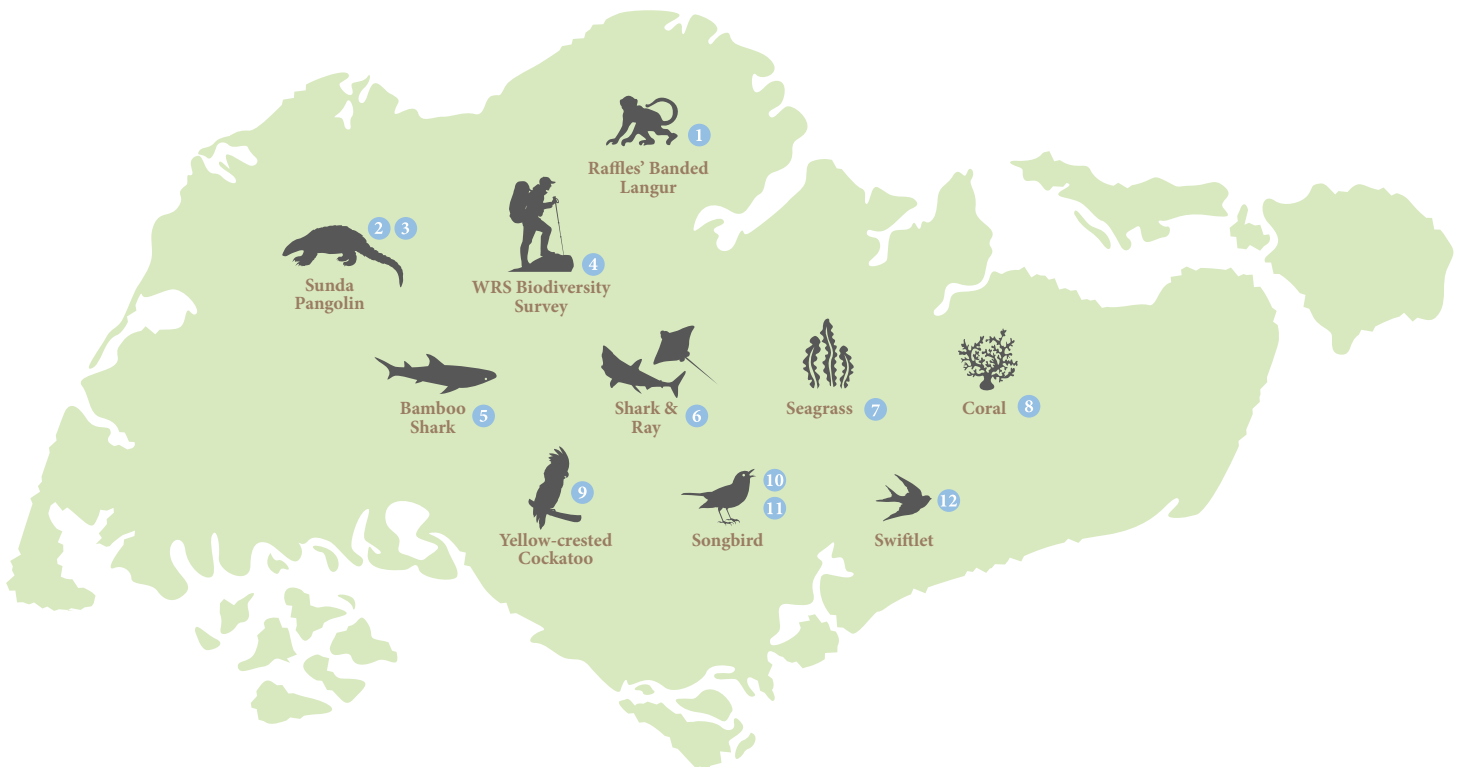 1
Raffles’ Banded
Langur
2 3
Sunda
Pangolin
4
WRS Biodiversity
Survey
Bamboo
Shark
5
Shark &
Ray
6
Seagrass 7
Coral 8
9
Yellow-crested
Cockatoo
10
11
Songbird
12
Swiftlet